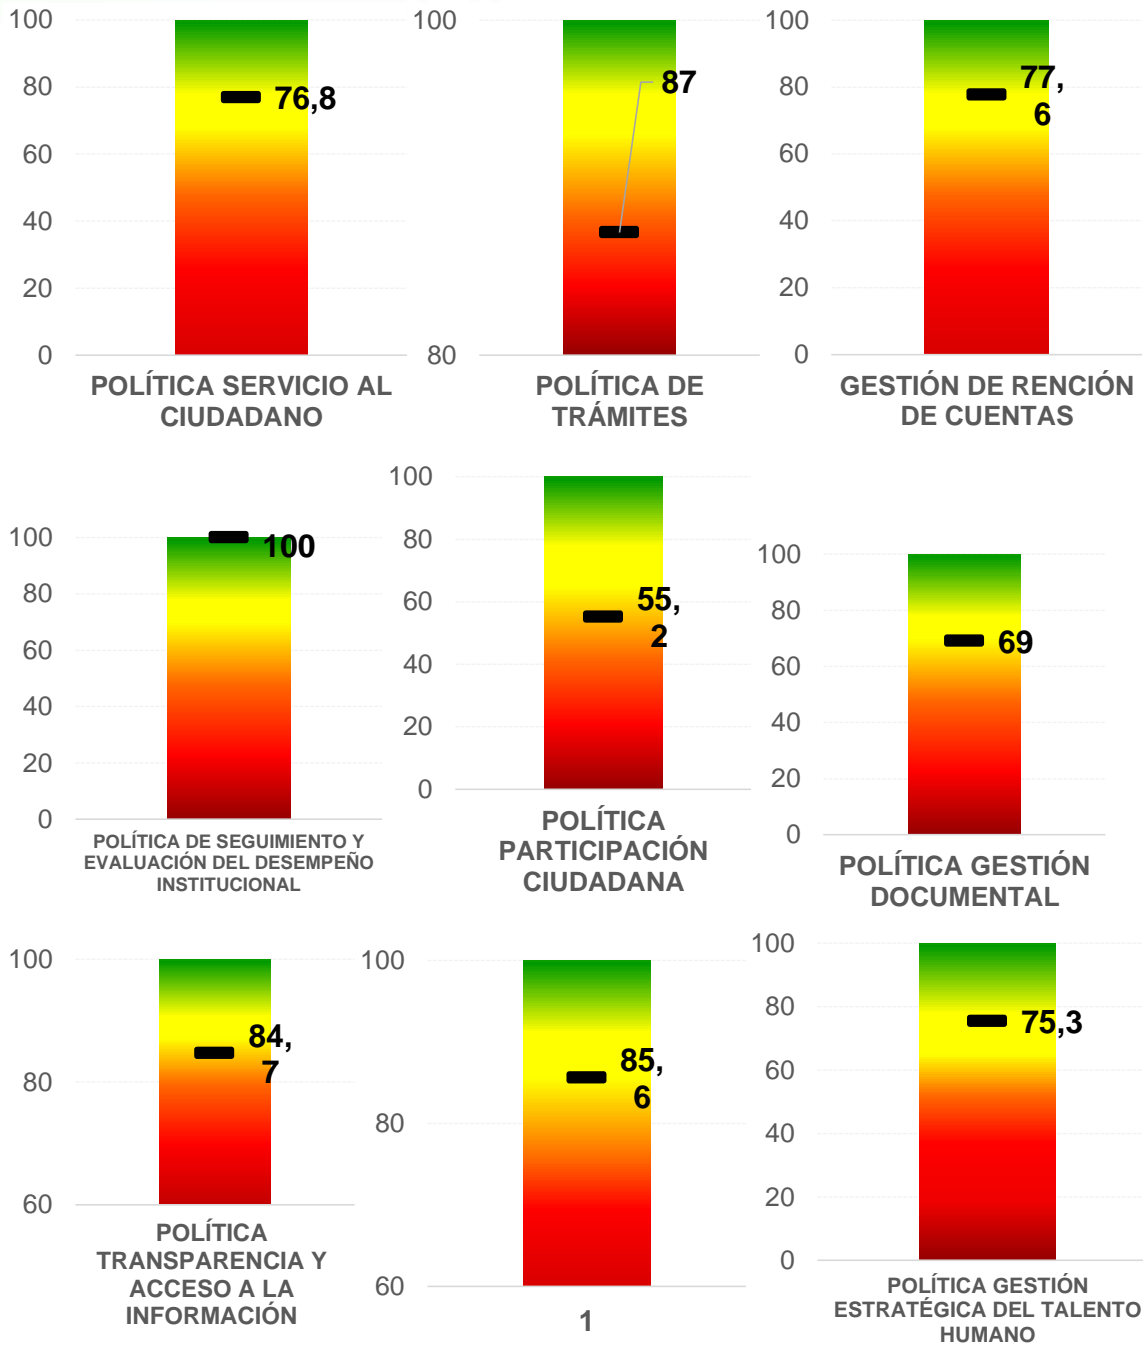 100
80
60
40
20
0
76,8
POLÍTICA SERVICIO AL
CIUDADANO
100
80
87
POLÍTICA DE
TRÁMITES
100
80
60
40
20
0
77,
6
GESTIÓN DE RENCIÓN
DE CUENTAS
100
80
60
40
20
0
100
POLÍTICA DE SEGUIMIENTO Y
EVALUACIÓN DEL DESEMPEÑO
INSTITUCIONAL
100
80
60
40
20
0
55,
2
POLÍTICA
PARTICIPACIÓN
CIUDADANA
100
80
60
40
20
0
69
POLÍTICA GESTIÓN
DOCUMENTAL
100
80
60
84,
7
POLÍTICA
TRANSPARENCIA Y
ACCESO A LA
INFORMACIÓN
100
80
60
85,
6
1
100
80
60
40
20
0
75,3
POLÍTICA GESTIÓN
ESTRATÉGICA DEL TALENTO
HUMANO